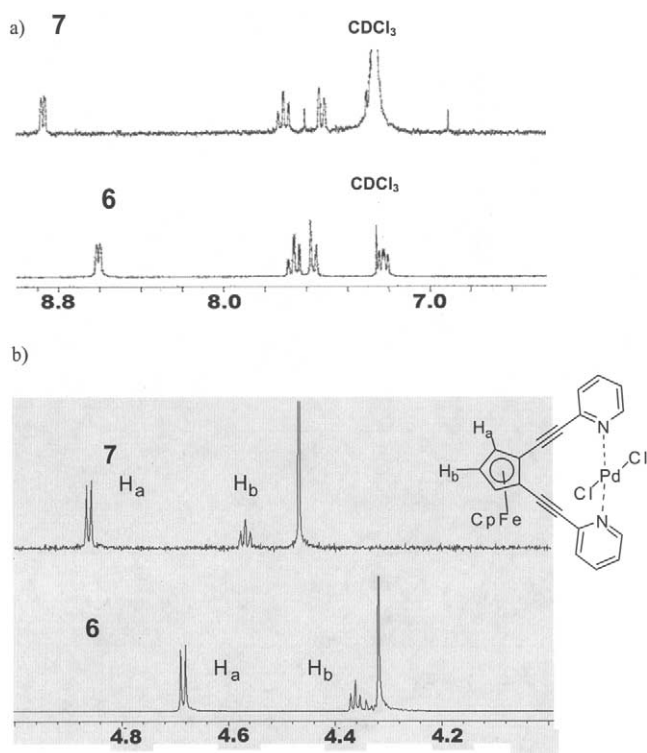 a) 7
CDCl3
6
CDCl3
8.8 8.0 7.0
b)
7
Ha Hb
6
Ha Hb
4.8 4.6 4.4 4.2
Ha
Hb
CpFe
N
Cl
Pd
Cl
N